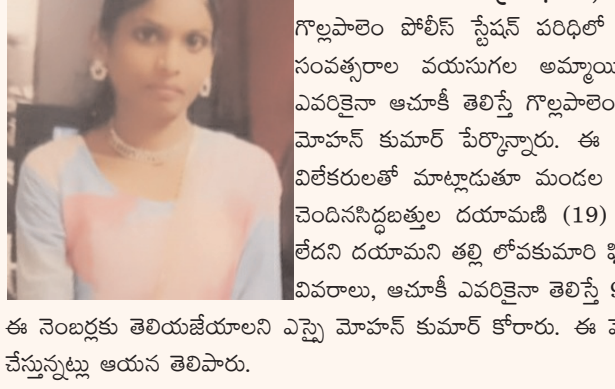 గొల్లపాలెం పోలీస్ స్టేషన్ పరిధిలో
సంవత్సరాల వయసుగల అమ్మాయి
ఎవరికైనా ఆచూకీ తెలిస్తే గొల్లపాలెం
మోహన్ కుమార్ పేర్కొన్నారు. ఈ
విలేకరులతో మాట్లాడుతూ మండల
చెందినసిద్ధబత్తుల దయామణి (19)
లేదని దయామని తల్లి లోవకుమారి
వివరాలు, ఆచూకీ ఎవరికైనా తెలిస్తే
ఈ నెంబర్లకు తెలియజేయాలని ఎస్సై మోహన్ కుమార్ కోరారు. ఈ
చేస్తున్నట్లు ఆయన తెలిపారు.